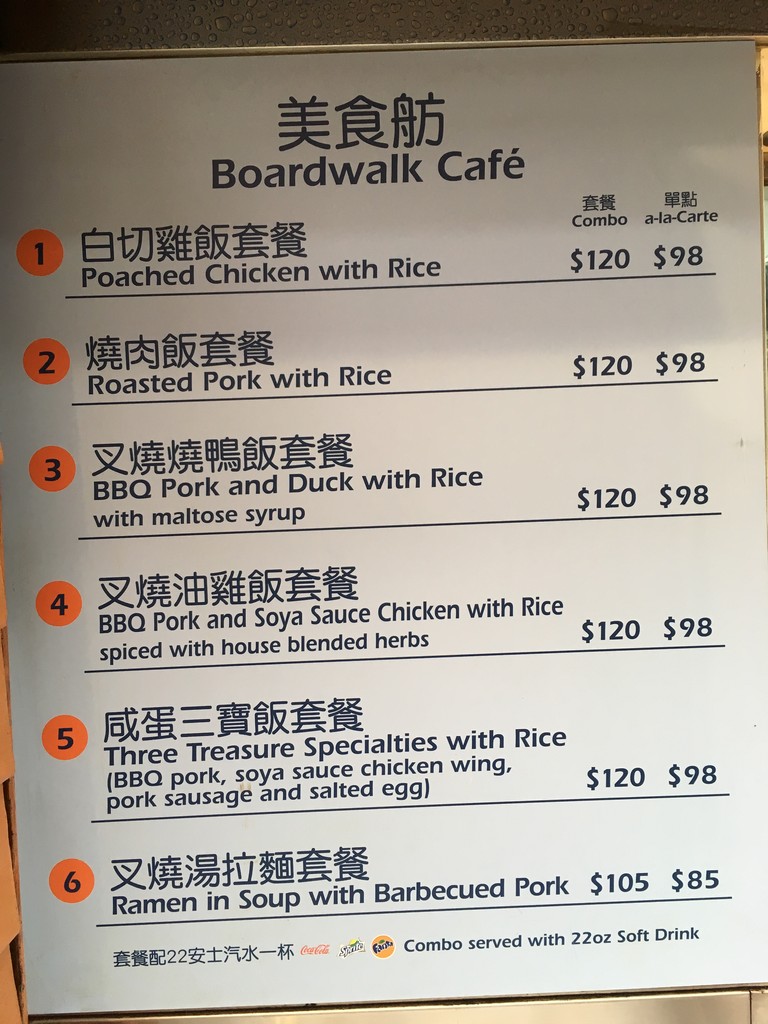 美食舫
Boardwalk Café
套餐 單點
Combo a-la-Carte
1 白切雞飯套餐
Poached Chicken with Rice $120 $98
2 燒肉飯套餐
Roasted Pork with Rice $120 $98
3 叉燒燒鴨飯套餐
BBQ Pork and Duck with Rice
with maltose syrup $120 $98
4 叉燒油雞飯套餐
BBQ Pork and Soya Sauce Chicken with Rice
spiced with house blended herbs $120 $98
5 咸蛋三寶飯套餐
Three Treasure Specialties with Rice
(BBQ pork, soya sauce chicken wing,
pork sausage and salted egg) $120 $98
6 叉燒湯拉麵套餐
Ramen in Soup with Barbecued Pork $105 $85
套餐配22安士汽水一杯 Coca-Cola Sprite Fanta Combo served with 22oz Soft Drink